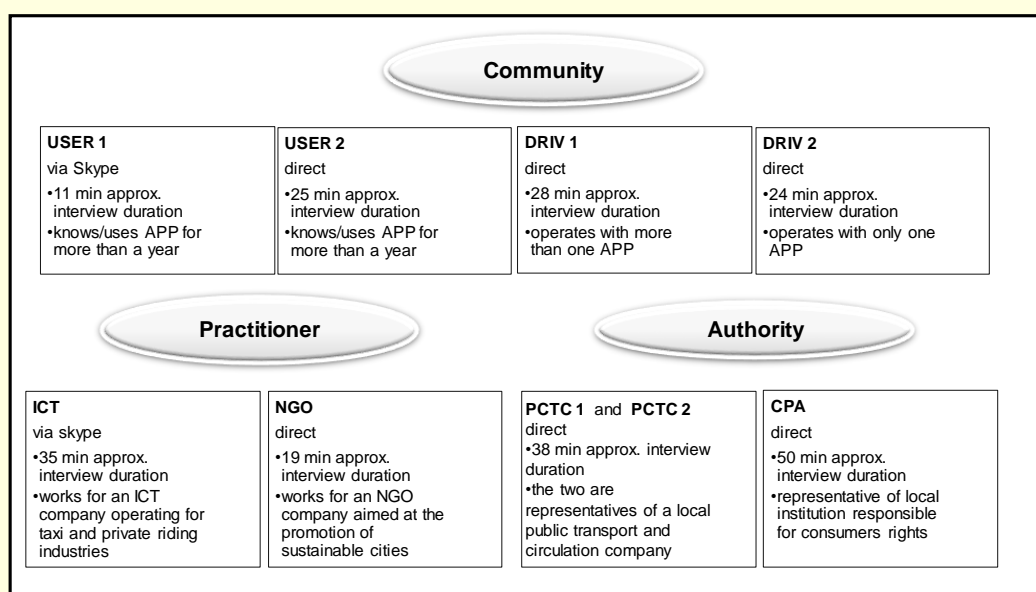 Community
USER 1
via Skype
•11 min approx.
interview duration
•knows/uses APP for
more than a year
USER 2
direct
•25 min approx.
interview duration
•knows/uses APP for
more than a year
DRIV 1
direct
•28 min approx.
interview duration
•operates with more
than one APP
DRIV 2
direct
•24 min approx.
interview duration
•operates with only one
APP
Practitioner
Authority
ICT
via skype
•35 min approx.
interview duration
•works for an ICT
company operating for
taxi and private riding
industries
NGO
direct
•19 min approx.
interview duration
•works for an NGO
company aimed at the
promotion of
sustainable cities
PCTC 1 and PCTC 2
direct
•38 min approx. interview
duration
•the two are
representatives of a local
public transport and
circulation company
CPA
direct
•50 min approx.
interview duration
•representative of local
institution responsible
for consumers rights